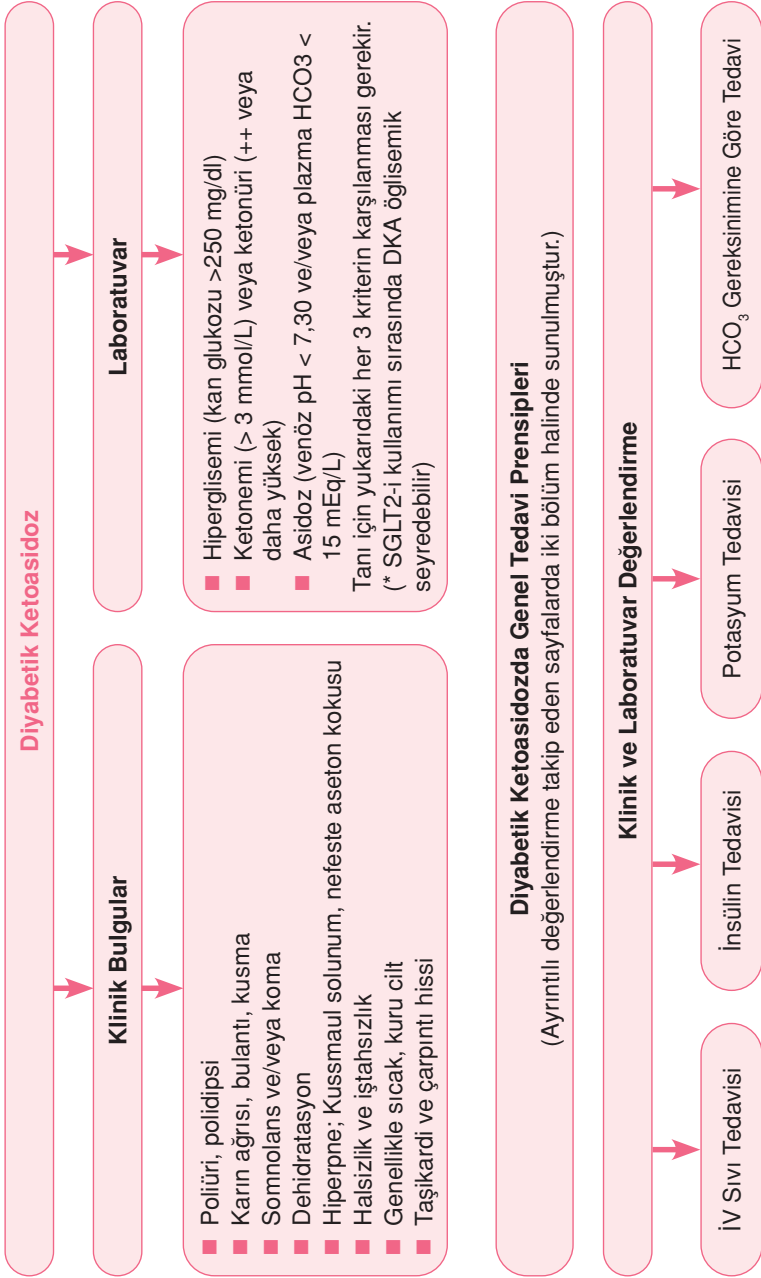 Diyabetik Ketoasidoz
Klinik Bulgular
■ Poliüri, polidipsi
■ Karın ağrısı, bulantı, kusma
■ Somnolans ve/veya koma
■ Dehidratasyon
■ Hiperpne; Kussmaul solunum, nefeste aseton kokusu
■ Halsizlik ve iştahsızlık
■ Genellikle sıcak, kuru cilt
■ Taşikardi ve çarpıntı hissi
Laboratuvar
■ Hiperglisemi (kan glukozu >250 mg/dl)
■ Ketonemi (> 3 mmol/L) veya ketonüri (++ veya
daha yüksek)
■ Asidoz (venöz pH < 7,30 ve/veya plazma HCO3 <
15 mEq/L)
Tanı için yukarıdaki her 3 kriterin karşılanması gerekir.
(* SGLT2-i kullanımı sırasında DKA öglisemik
seyredebilir)
Diyabetik Ketoasidozda Genel Tedavi Prensipleri
(Ayrıntılı değerlendirme takip eden sayfalarda iki bölüm halinde sunulmuştur.)
Klinik ve Laboratuvar Değerlendirme
İV Sıvı Tedavisi
İnsülin Tedavisi
Potasyum Tedavisi
HCO₃ Gereksinimine Göre Tedavi